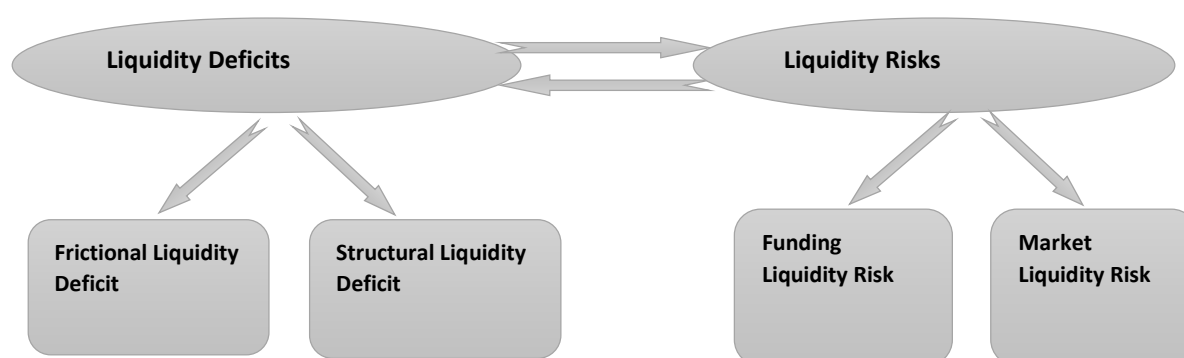 Liquidity Deficits
Liquidity Risks
Frictional Liquidity
Deficit
Structural Liquidity
Deficit
Funding
Liquidity Risk
Market
Liquidity Risk